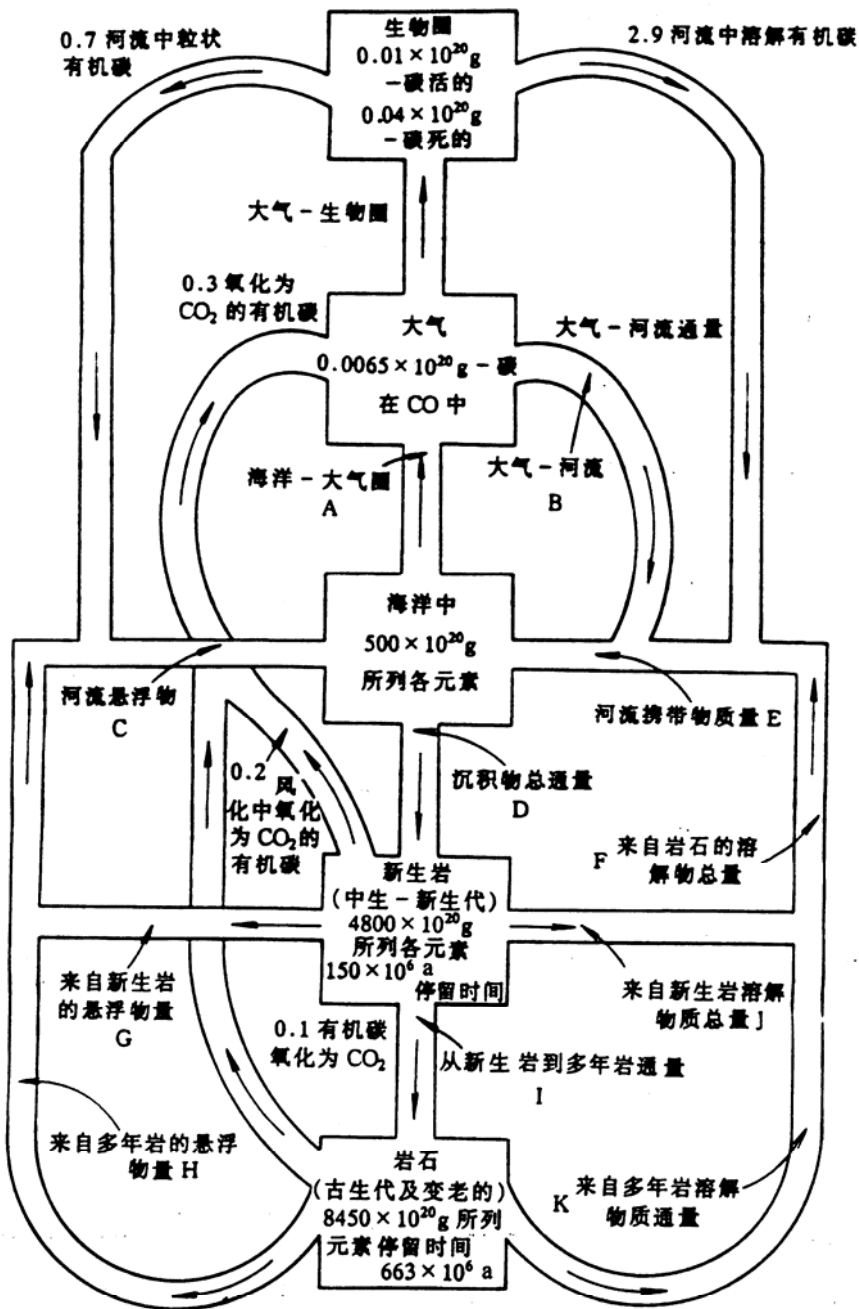 0.7 河流中粒状
有机碳
生物圈
0.01×10²⁰g
-碳活的
0.04×10²⁰g
-碳死的
2.9 河流中溶解有机碳
大气-生物圈
0.3 氧化为
CO₂ 的有机碳
大气
0.0065×10²⁰g-碳
在 CO 中
大气-河流通量
海洋-大气圈
A
大气-河流
B
海洋中
500×10²⁰g
所列各元素
河流悬浮物
C
河流携带物质量 E
0.2 风
化中氧化
为 CO₂的
有机碳
沉积物总通量
D
F 来自岩石的溶
解物总量
新生岩
(中生-新生代)
4800×10²⁰g
所列各元素
150×10⁶ a
停留时间
来自新生岩
的悬浮物量
G
来自新生岩溶解
物质总量 J
0.1 有机碳
氧化为 CO₂
从新生岩到多年岩通量
I
来自多年岩的悬浮
物量 H
岩石
(古生代及变老的)
8450×10²⁰g 所列
元素停留时间
663×10⁶ a
K 来自多年岩溶解
物质通量